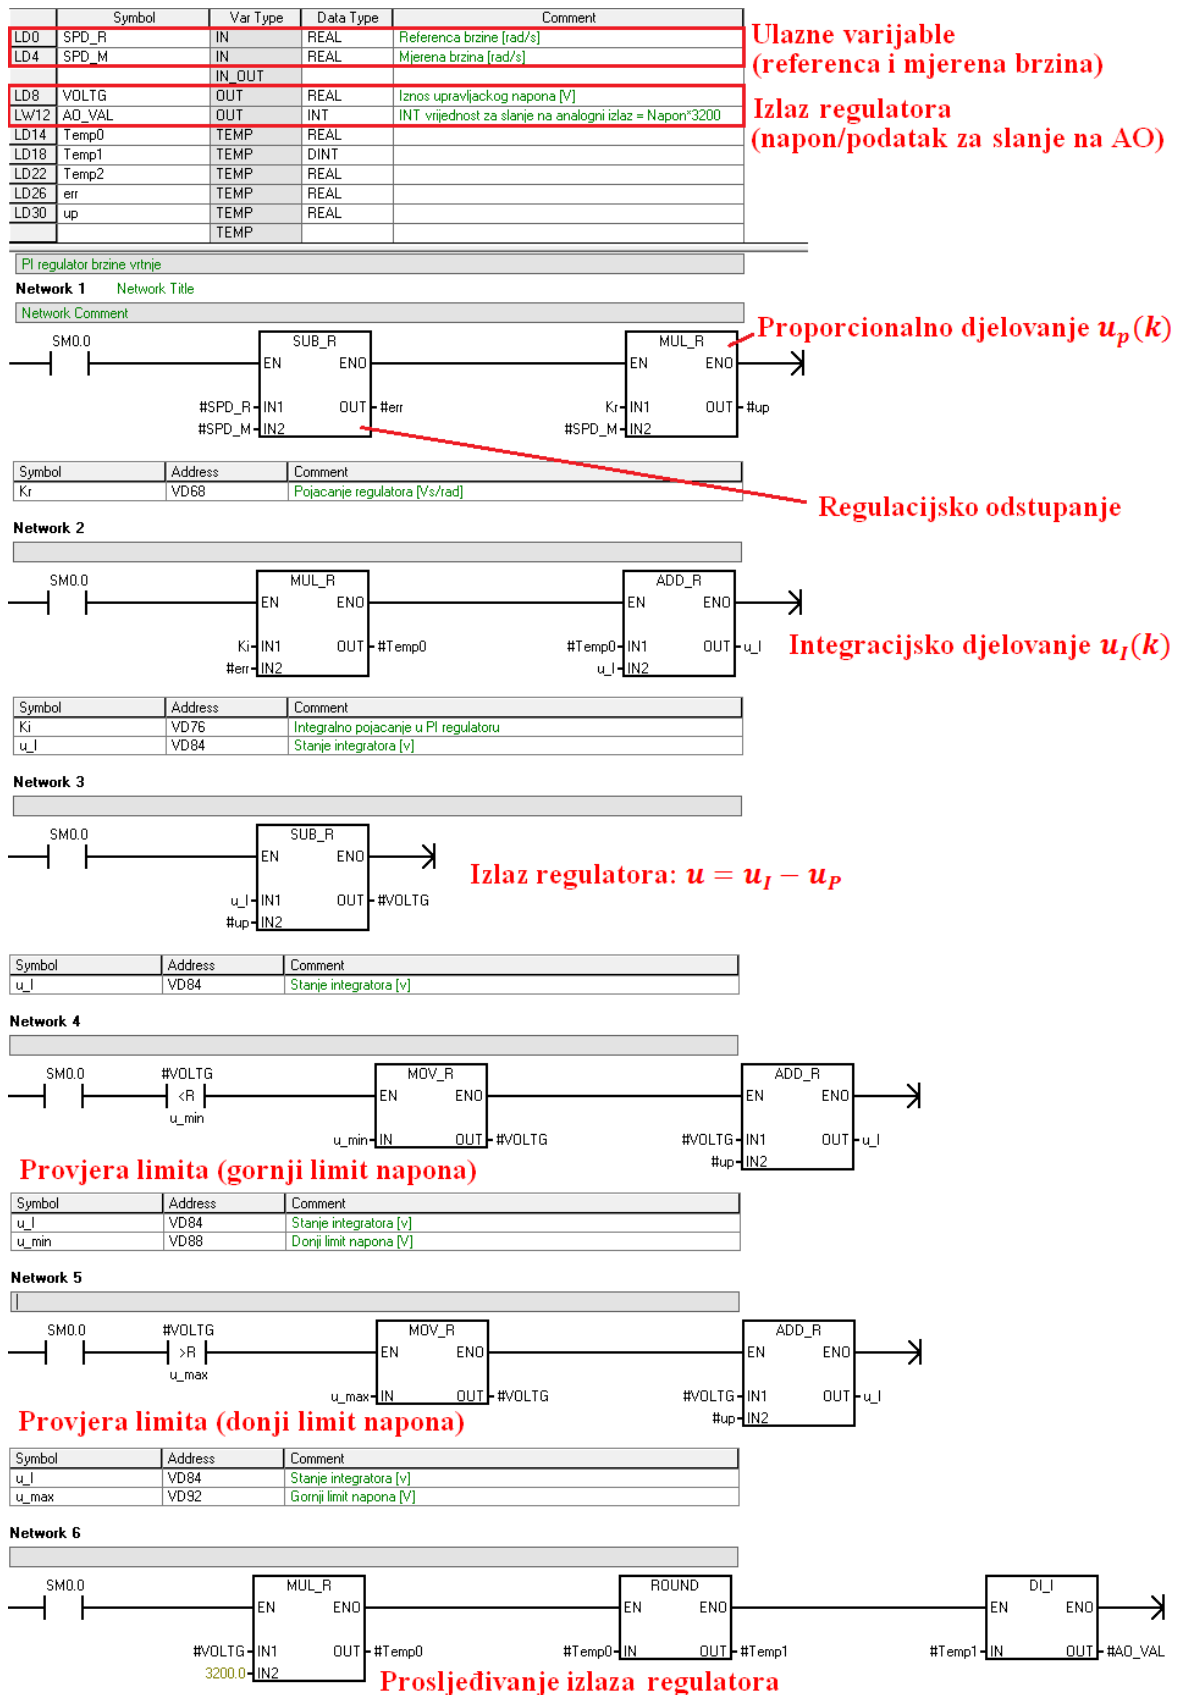 Symbol Var Type Data Type Comment
LD0 SPD_R IN REAL Referenca brzine [rad/s]
LD4 SPD_M IN REAL Mjerena brzina [rad/s]
IN_OUT
LD8 VOLTG OUT REAL Iznos upravljackog napona [V]
LW12 AO_VAL OUT INT INT vrijednost za slanje na analogni izlaz = Napon*3200
LD14 Temp0 TEMP REAL
LD18 Temp1 TEMP DINT
LD22 Temp2 TEMP REAL
LD26 err TEMP REAL
LD30 up TEMP REAL
TEMP
Ulazne varijable
(referenca i mjerena brzina)
Izlaz regulatora
(napon/podatak za slanje na AO)
PI regulator brzine vrtnje
Network 1 Network Title
Network Comment
SM0.0 SUB_R MUL_R
EN ENO EN ENO
#SPD_R IN1 OUT #err Kr IN1 OUT #up
#SPD_M IN2 #SPD_M IN2
Proporcionalno djelovanje u_p(k)
Regulacijsko odstupanje
Symbol Address Comment
Kr VD68 Pojacanje regulatora [Vs/rad]
Network 2
SM0.0 MUL_R ADD_R
EN ENO EN ENO
Ki IN1 OUT #Temp0 #Temp0 IN1 OUT u_I
#err IN2 u_I IN2
Integracijsko djelovanje u_I(k)
Symbol Address Comment
Ki VD76 Integralno pojacanje u PI regulatoru
u_I VD84 Stanje integratora [v]
Network 3
SM0.0 SUB_R
EN ENO
u_I IN1 OUT #VOLTG
#up IN2
Izlaz regulatora: u = u_I − u_P
Symbol Address Comment
u_I VD84 Stanje integratora [v]
Network 4
SM0.0 #VOLTG MOV_R ADD_R
<R EN ENO EN ENO
u_min
u_min IN OUT #VOLTG #VOLTG IN1 OUT u_I
#up IN2
Provjera limita (gornji limit napona)
Symbol Address Comment
u_I VD84 Stanje integratora [v]
u_min VD88 Donji limit napona [V]
Network 5
SM0.0 #VOLTG MOV_R ADD_R
>R EN ENO EN ENO
u_max
u_max IN OUT #VOLTG #VOLTG IN1 OUT u_I
#up IN2
Provjera limita (donji limit napona)
Symbol Address Comment
u_I VD84 Stanje integratora [v]
u_max VD92 Gornji limit napona [V]
Network 6
SM0.0 MUL_R ROUND DI_I
EN ENO EN ENO EN ENO
#VOLTG IN1 OUT #Temp0 #Temp0 IN OUT #Temp1 #Temp1 IN OUT #AO_VAL
3200.0 IN2
Prosljeđivanje izlaza regulatora